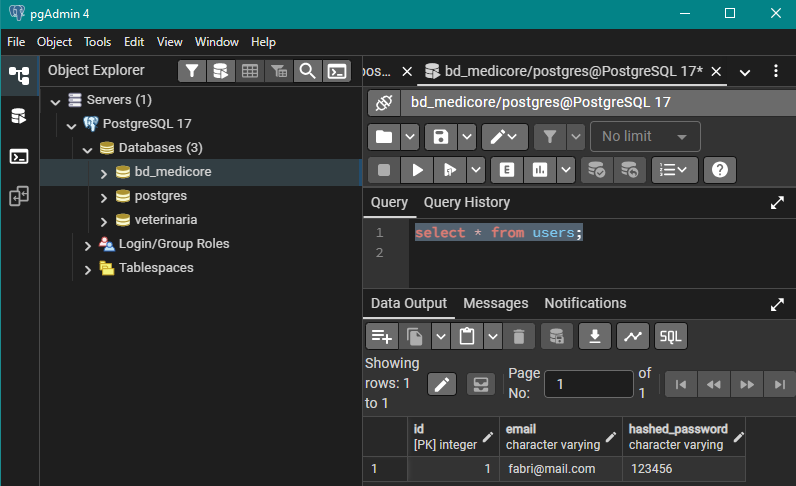 pgAdmin 4
File Object Tools Edit View Window Help
Object Explorer
Servers (1)
PostgreSQL 17
Databases (3)
bd_medicore
postgres
veterinaria
Login/Group Roles
Tablespaces
pos... bd_medicore/postgres@PostgreSQL 17*
bd_medicore/postgres@PostgreSQL 17
No limit
E
Query Query History
1 select * from users;
2
Data Output Messages Notifications
SQL
Showing
rows: 1
to 1
Page
No:
1
of
1
id
[PK] integer
email
character varying
hashed_password
character varying
1 1 fabri@mail.com 123456